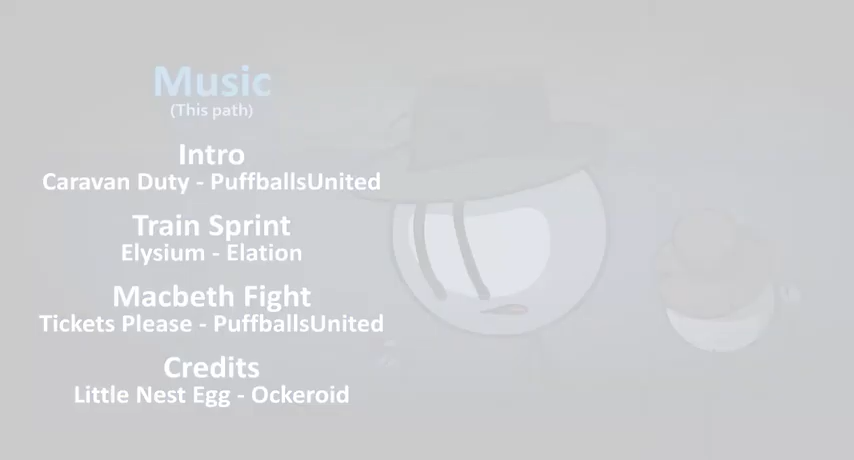 Music
(This path)
Intro
Caravan Duty - PuffballsUnited
Train Sprint
Elysium - Elation
Macbeth Fight
Tickets Please - PuffballsUnited
Credits
Little Nest Egg - Ockeroid